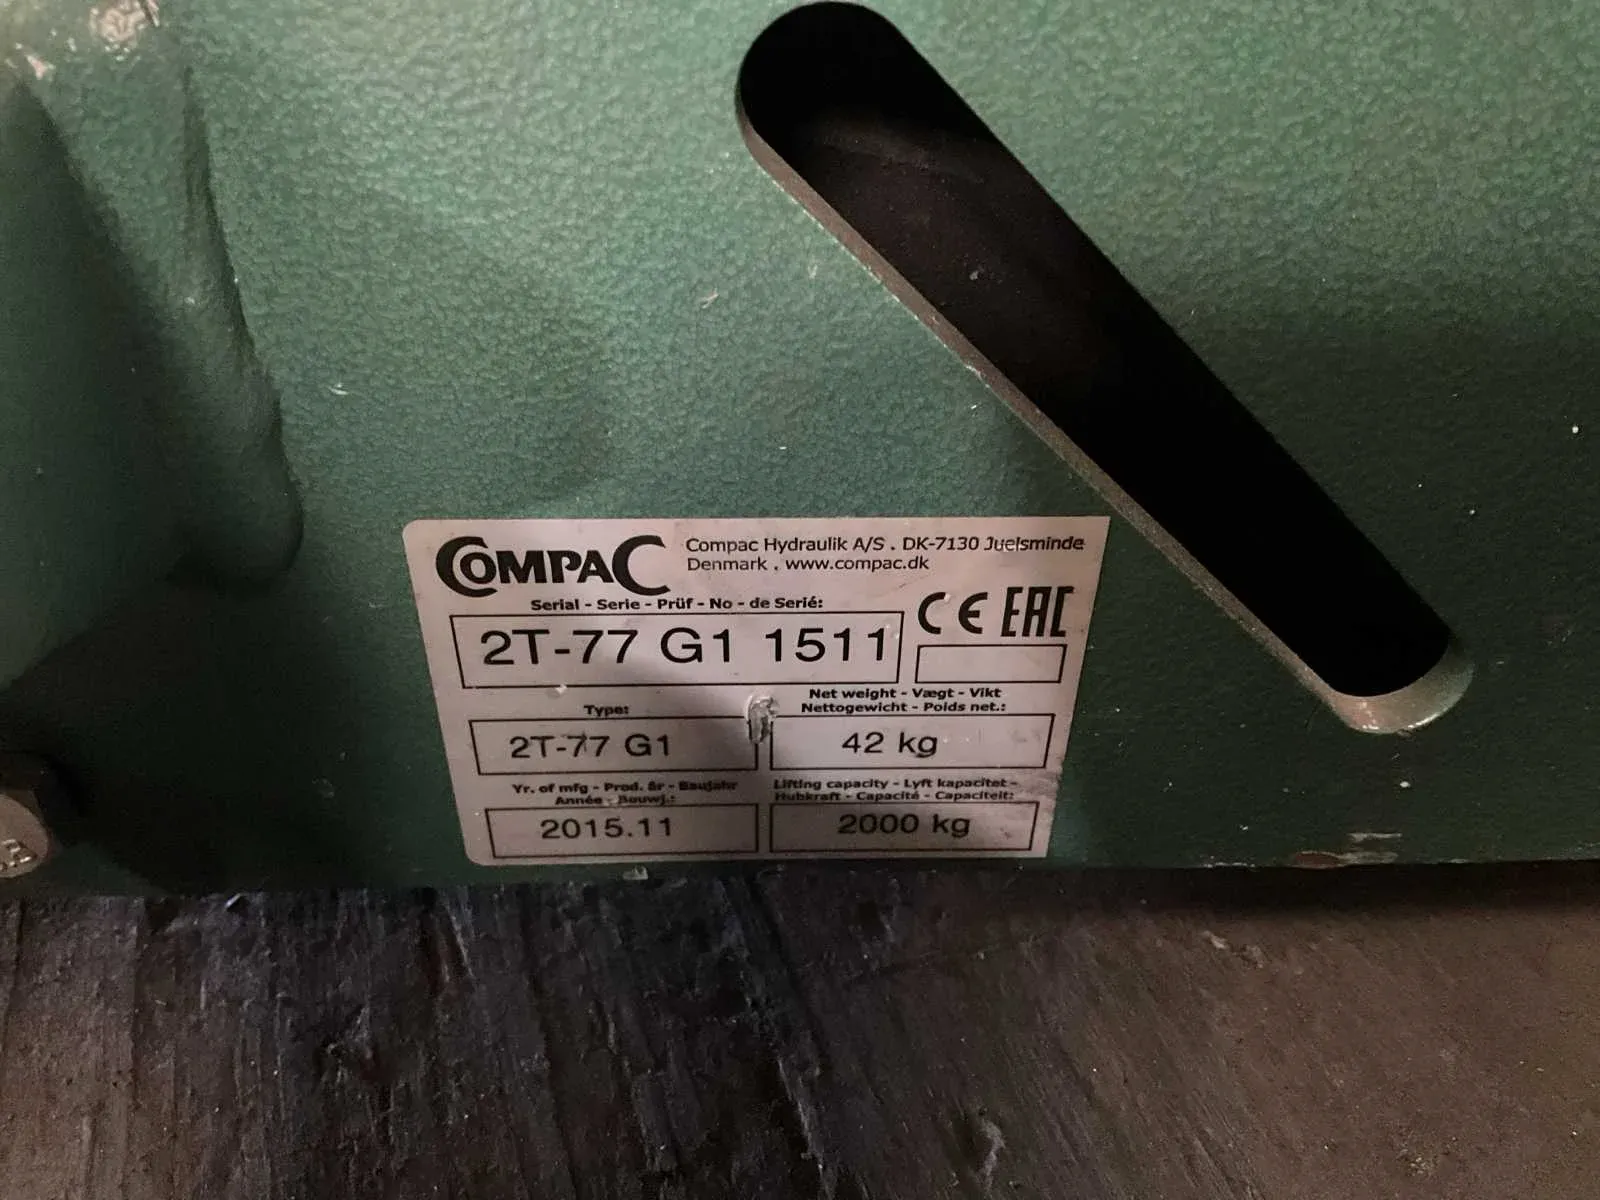 COMPAC
Compac Hydraulik A/S . DK-7130 Juelsminde
Denmark . www.compac.dk
Serial - Serie - Prüf - No - de Serié:
2T-77 G1 1511
CE EAC
Type:
2T-77 G1
Net weight - Vægt - Vikt
Nettogewicht - Poids net.:
42 kg
Yr. of mfg - Prod. år - Baujahr
Année - Bouwj.:
2015.11
Lifting capacity - Lyft kapacitet -
Hubkraft - Capacité - Capaciteit:
2000 kg